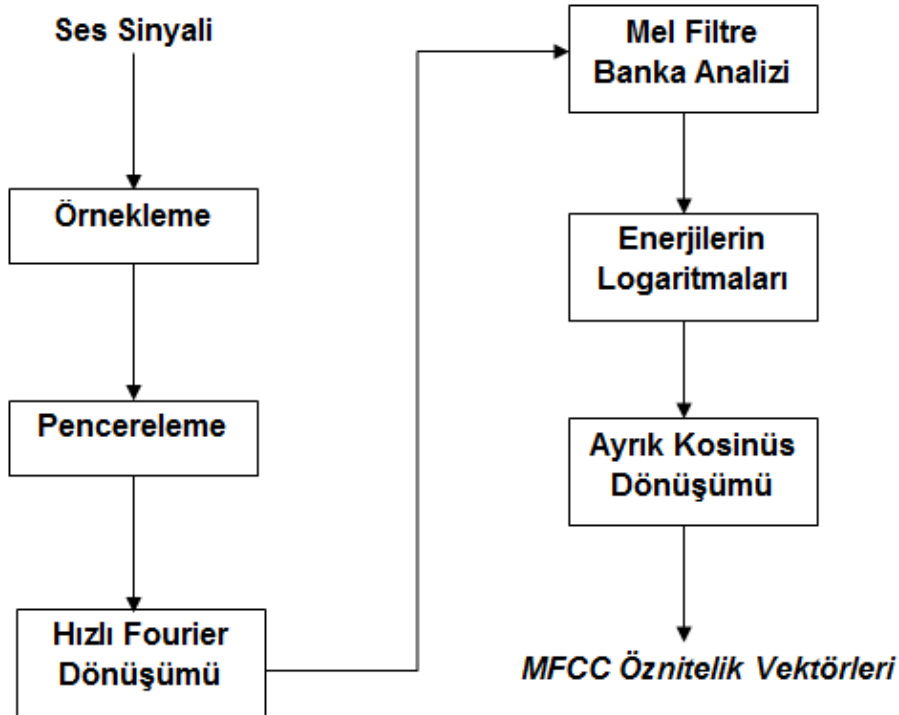 Ses Sinyali
Örnekleme
Pencereleme
Hızlı Fourier
Dönüşümü
Mel Filtre
Banka Analizi
Enerjilerin
Logaritmaları
Ayrık Kosinüs
Dönüşümü
MFCC Öznitelik Vektörleri